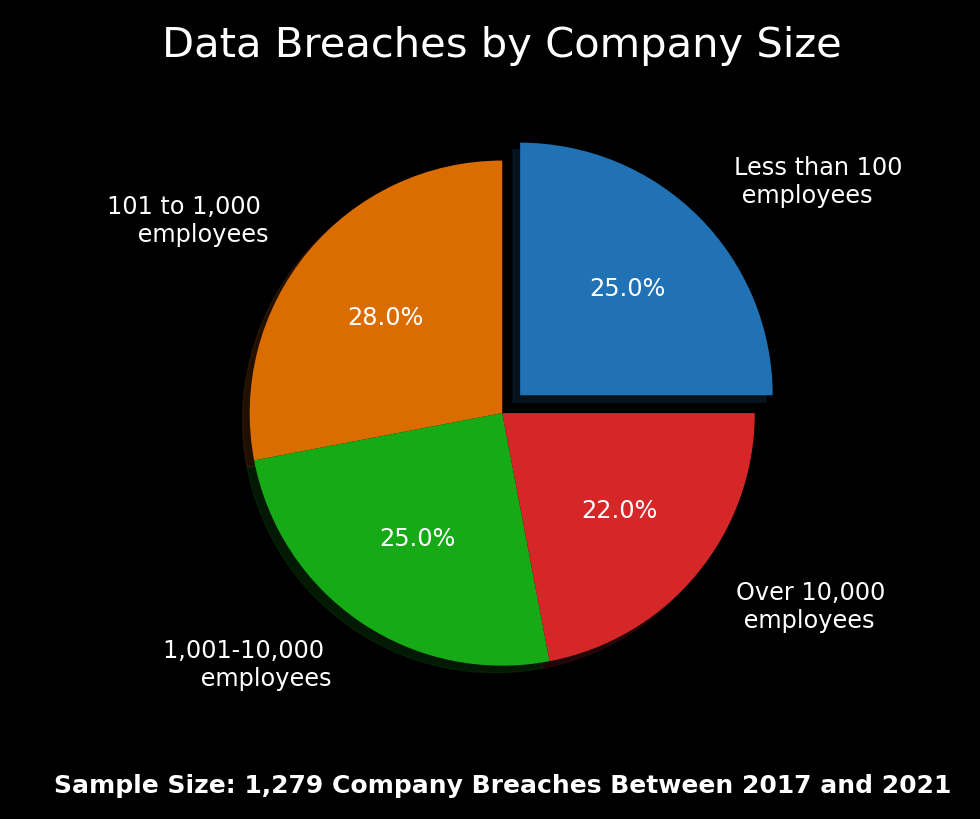 Data Breaches by Company Size
Less than 100
employees
101 to 1,000
employees
25.0%
28.0%
25.0%
22.0%
Over 10,000
employees
1,001-10,000
employees
Sample Size: 1,279 Company Breaches Between 2017 and 2021